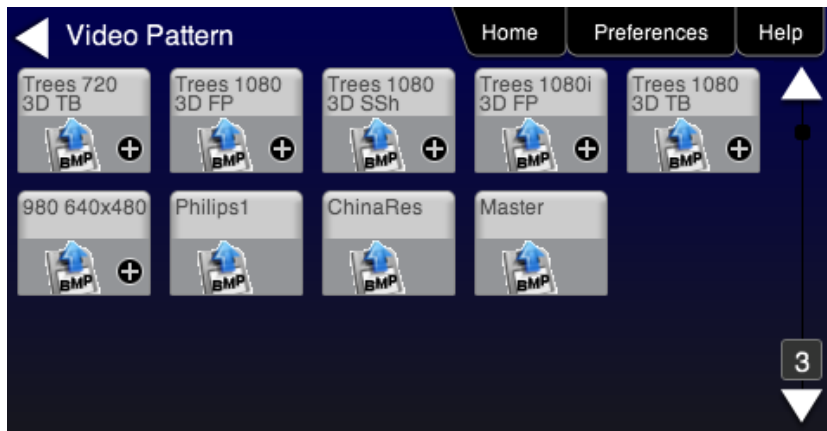 Video Pattern
Home
Preferences
Help
Trees 720
3D TB
BMP
Trees 1080
3D FP
BMP
Trees 1080
3D SSh
BMP
Trees 1080i
3D FP
BMP
Trees 1080
3D TB
BMP
980 640x480
BMP
Philips1
BMP
ChinaRes
BMP
Master
BMP
3